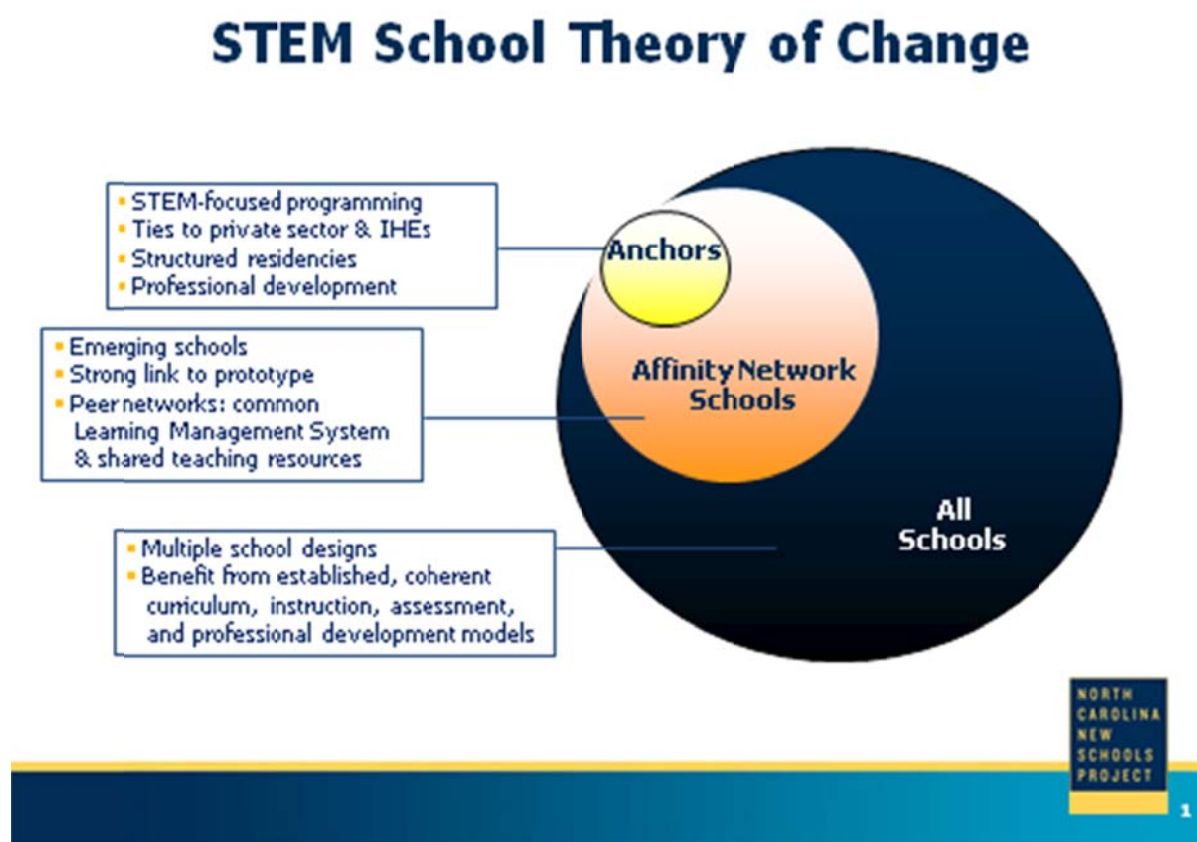 STEM School Theory of Change
▪ STEM-focused programming
▪ Ties to private sector & IHEs
▪ Structured residencies
▪ Professional development
Anchors
▪ Emerging schools
▪ Strong link to prototype
▪ Peer networks: common
Learning Management System
& shared teaching resources
Affinity Network
Schools
▪ Multiple school designs
▪ Benefit from established, coherent
curriculum, instruction, assessment,
and professional development models
All
Schools
NORTH
CAROLINA
NEW
SCHOOLS
PROJECT
1